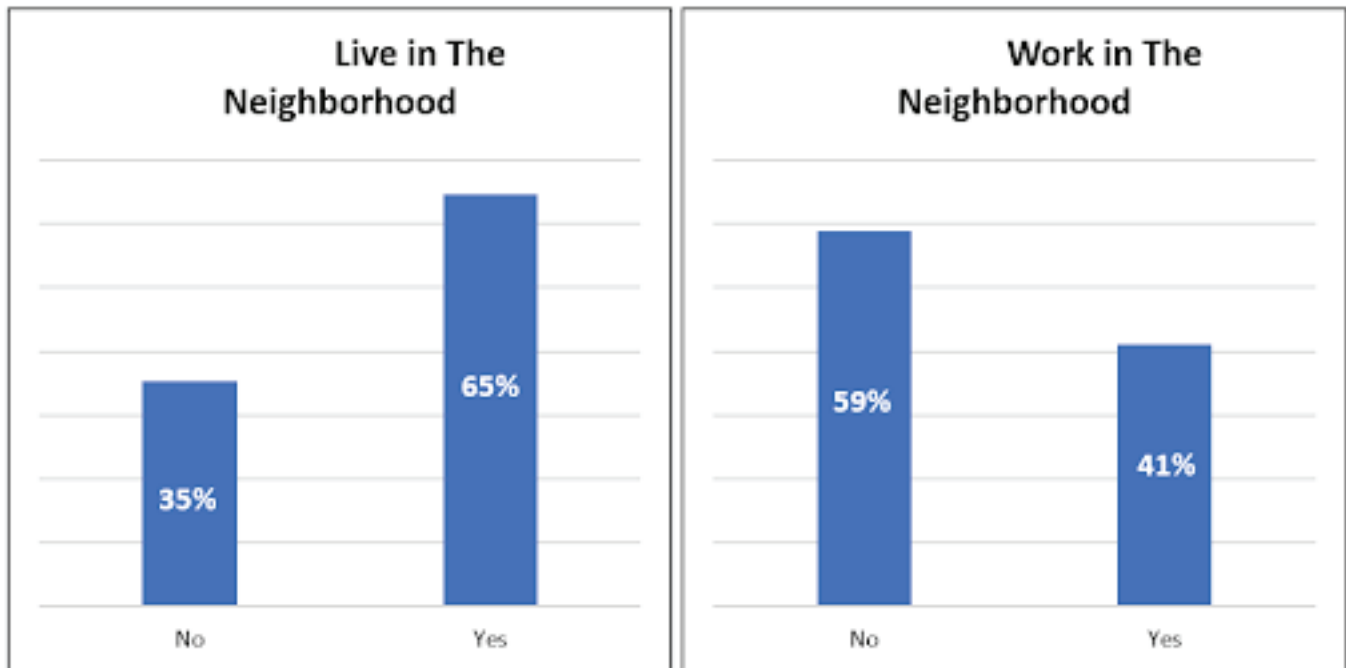 Live in The
Neighborhood
65%
35%
No
Yes
Work in The
Neighborhood
59%
41%
No
Yes